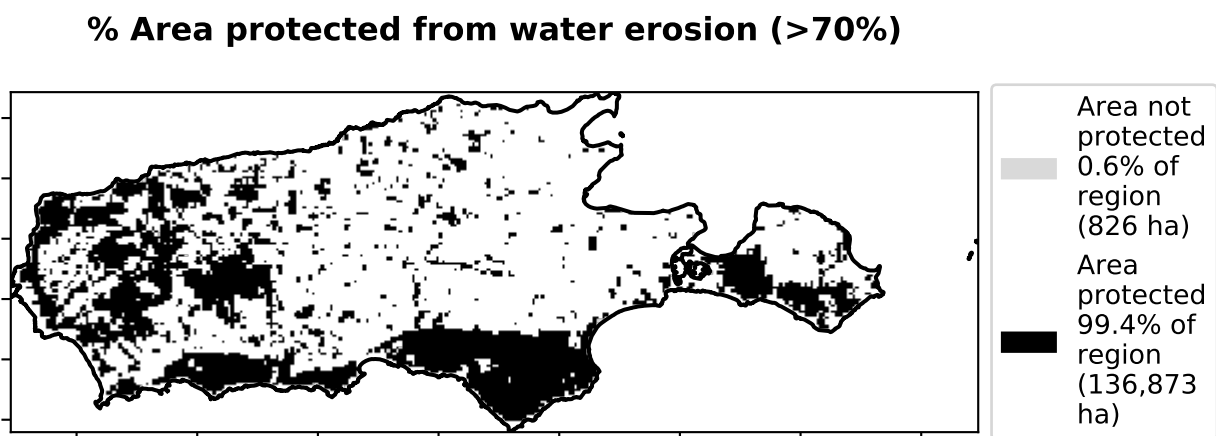 % Area protected from water erosion (>70%)
Area not
protected
0.6% of
region
(826 ha)
Area
protected
99.4% of
region
(136,873
ha)